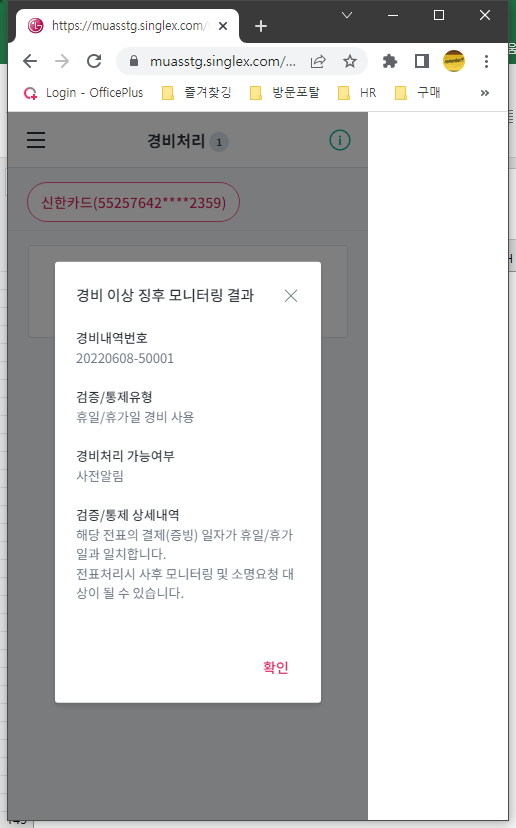 https://muasstg.singlex.com/
muasstg.singlex.com/...
Login - OfficePlus
즐겨찾깅
방문포탈
HR
구매
»
경비처리 1
신한카드(55257642****2359)
경비 이상 징후 모니터링 결과
경비내역번호
20220608-50001
검증/통제유형
휴일/휴가일 경비 사용
경비처리 가능여부
사전알림
검증/통제 상세내역
해당 전표의 결제(증빙) 일자가 휴일/휴가
일과 일치합니다.
전표처리시 사후 모니터링 및 소명요청 대
상이 될 수 있습니다.
확인